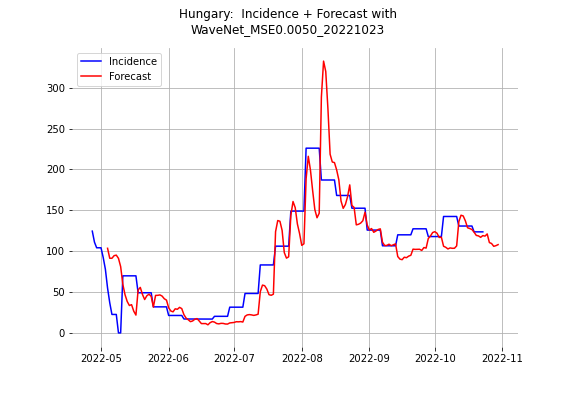 Hungary:  Incidence + Forecast with
WaveNet_MSE0.0050_20221023
Incidence
Forecast
300
250
200
150
100
50
0
2022-05 2022-06 2022-07 2022-08 2022-09 2022-10 2022-11